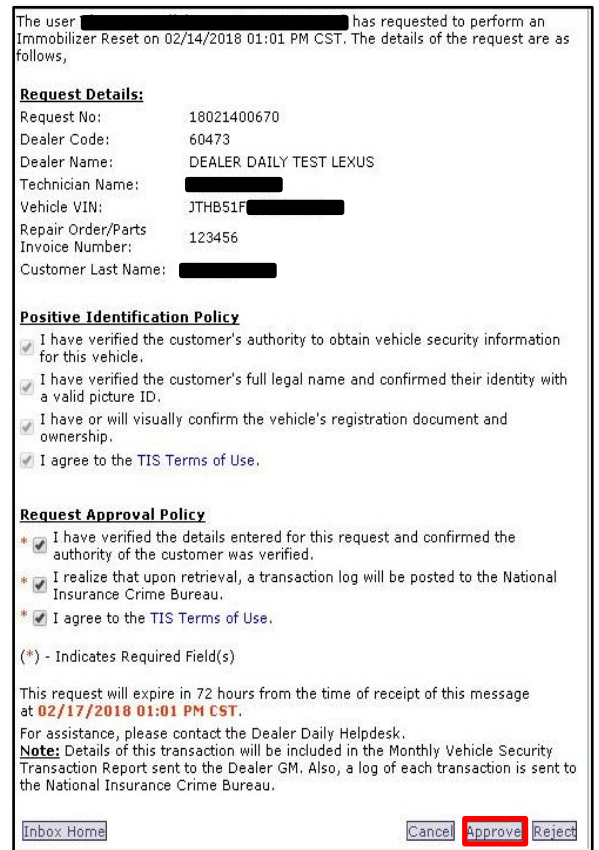 The user has requested to perform an
Immobilizer Reset on 02/14/2018 01:01 PM CST. The details of the request are as
follows,
Request Details:
Request No: 18021400670
Dealer Code: 60473
Dealer Name: DEALER DAILY TEST LEXUS
Technician Name:
Vehicle VIN: JTHB51F
Repair Order/Parts
Invoice Number: 123456
Customer Last Name:
Positive Identification Policy
I have verified the customer's authority to obtain vehicle security information
for this vehicle.
I have verified the customer's full legal name and confirmed their identity with
a valid picture ID.
I have or will visually confirm the vehicle's registration document and
ownership.
I agree to the TIS Terms of Use.
Request Approval Policy
* I have verified the details entered for this request and confirmed the
authority of the customer was verified.
* I realize that upon retrieval, a transaction log will be posted to the National
Insurance Crime Bureau.
* I agree to the TIS Terms of Use.
(*) - Indicates Required Field(s)
This request will expire in 72 hours from the time of receipt of this message
at 02/17/2018 01:01 PM CST.
For assistance, please contact the Dealer Daily Helpdesk.
Note: Details of this transaction will be included in the Monthly Vehicle Security
Transaction Report sent to the Dealer GM. Also, a log of each transaction is sent to
the National Insurance Crime Bureau.
Inbox Home Cancel Approve Reject